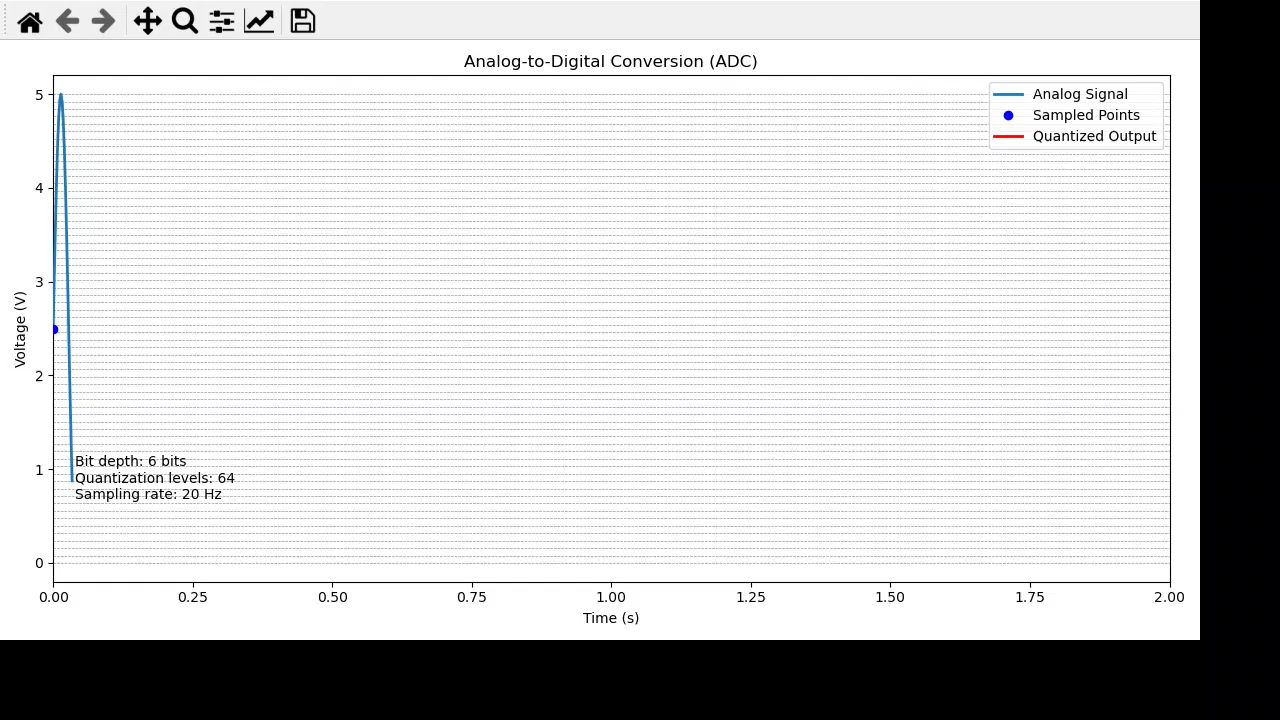 Analog-to-Digital Conversion (ADC)
Analog Signal
Sampled Points
Quantized Output
5
4
3
2
1
0
Voltage (V)
Bit depth: 6 bits
Quantization levels: 64
Sampling rate: 20 Hz
0.00 0.25 0.50 0.75 1.00 1.25 1.50 1.75 2.00
Time (s)